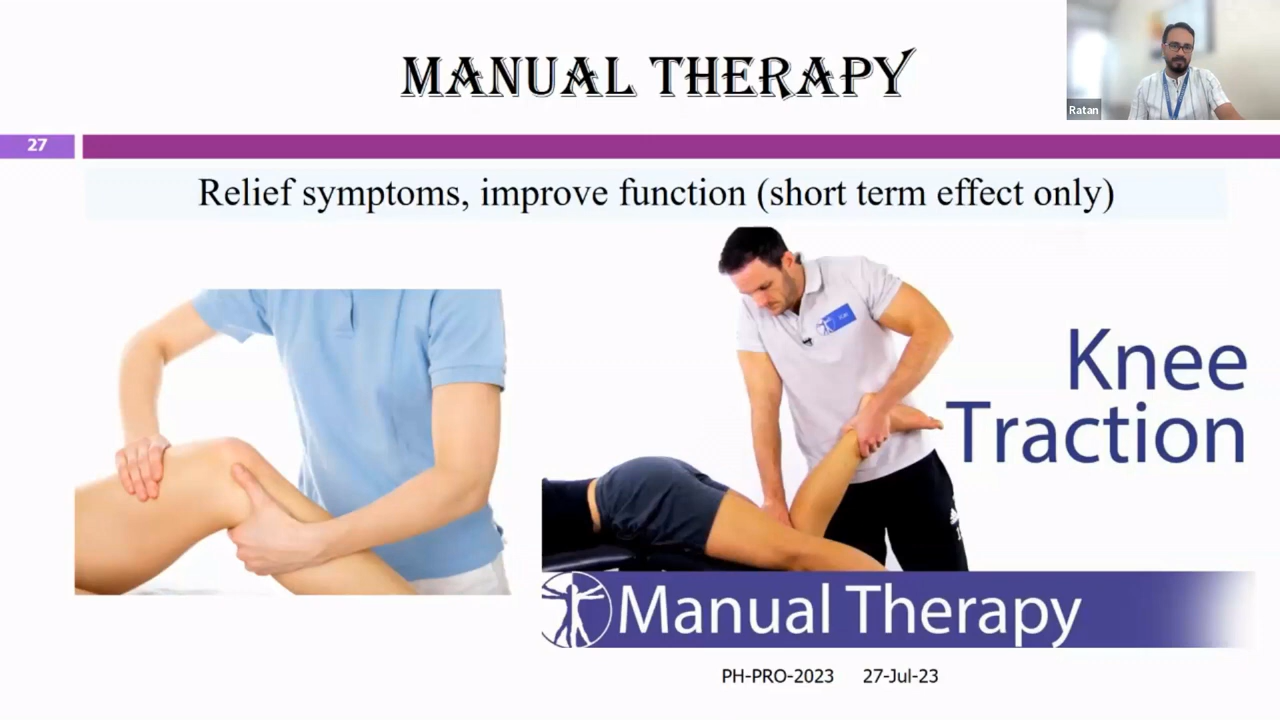 MANUAL THERAPY
Ratan
27
Relief symptoms, improve function (short term effect only)
Knee
Traction
Manual Therapy
PH-PRO-2023 27-Jul-23